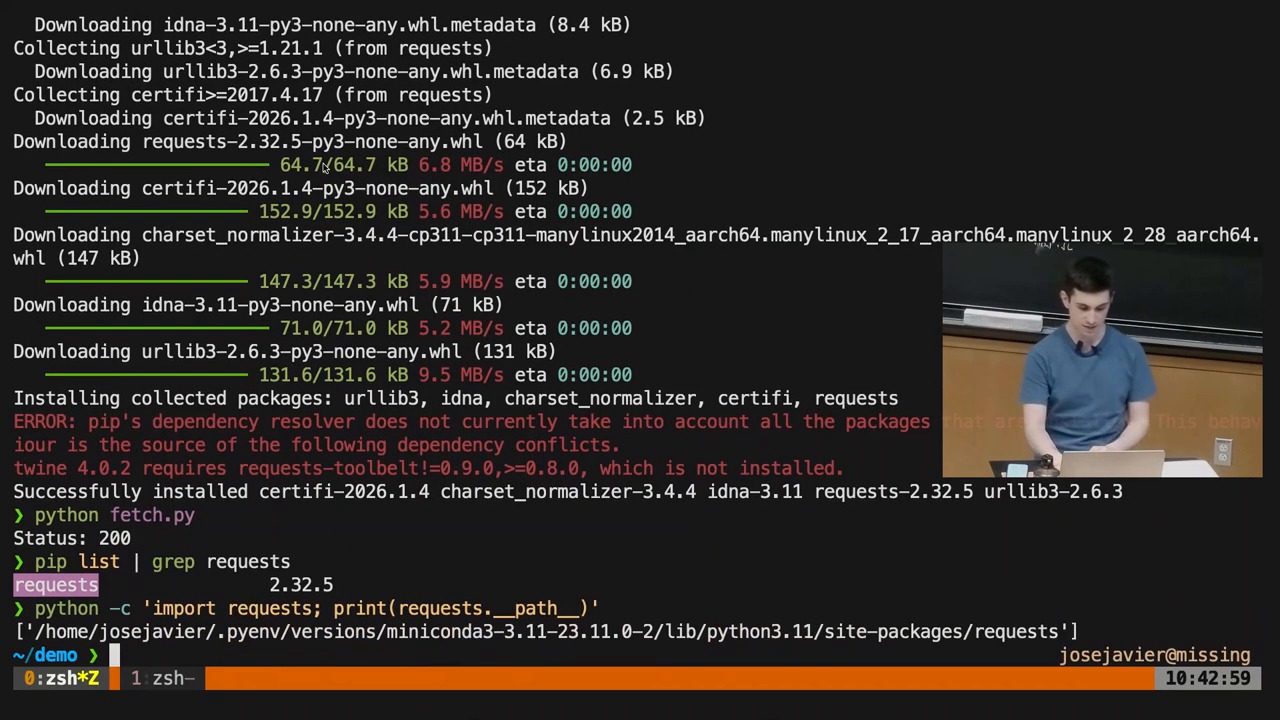 Downloading idna-3.11-py3-none-any.whl.metadata (8.4 kB)
Collecting urllib3<3,>=1.21.1 (from requests)
Downloading urllib3-2.6.3-py3-none-any.whl.metadata (6.9 kB)
Collecting certifi>=2017.4.17 (from requests)
Downloading certifi-2026.1.4-py3-none-any.whl.metadata (2.5 kB)
Downloading requests-2.32.5-py3-none-any.whl (64 kB)
64.7/64.7 kB 6.8 MB/s eta 0:00:00
Downloading certifi-2026.1.4-py3-none-any.whl (152 kB)
152.9/152.9 kB 5.6 MB/s eta 0:00:00
Downloading charset_normalizer-3.4.4-cp311-cp311-manylinux2014_aarch64.manylinux_2_17_aarch64.manylinux_2_28_aarch64.
whl (147 kB)
147.3/147.3 kB 5.9 MB/s eta 0:00:00
Downloading idna-3.11-py3-none-any.whl (71 kB)
71.0/71.0 kB 5.2 MB/s eta 0:00:00
Downloading urllib3-2.6.3-py3-none-any.whl (131 kB)
131.6/131.6 kB 9.5 MB/s eta 0:00:00
Installing collected packages: urllib3, idna, charset_normalizer, certifi, requests
ERROR: pip's dependency resolver does not currently take into account all the packages that are This behav
iour is the source of the following dependency conflicts.
twine 4.0.2 requires requests-toolbelt!=0.9.0,>=0.8.0, which is not installed.
Successfully installed certifi-2026.1.4 charset_normalizer-3.4.4 idna-3.11 requests-2.32.5 urllib3-2.6.3
❯ python fetch.py
Status: 200
❯ pip list | grep requests
requests 2.32.5
❯ python -c 'import requests; print(requests.__path__)'
['/home/josejavier/.pyenv/versions/miniconda3-3.11-23.11.0-2/lib/python3.11/site-packages/requests']
~/demo ❯ josejavier@missing
0:zsh*Z 1:zsh- 10:42:59